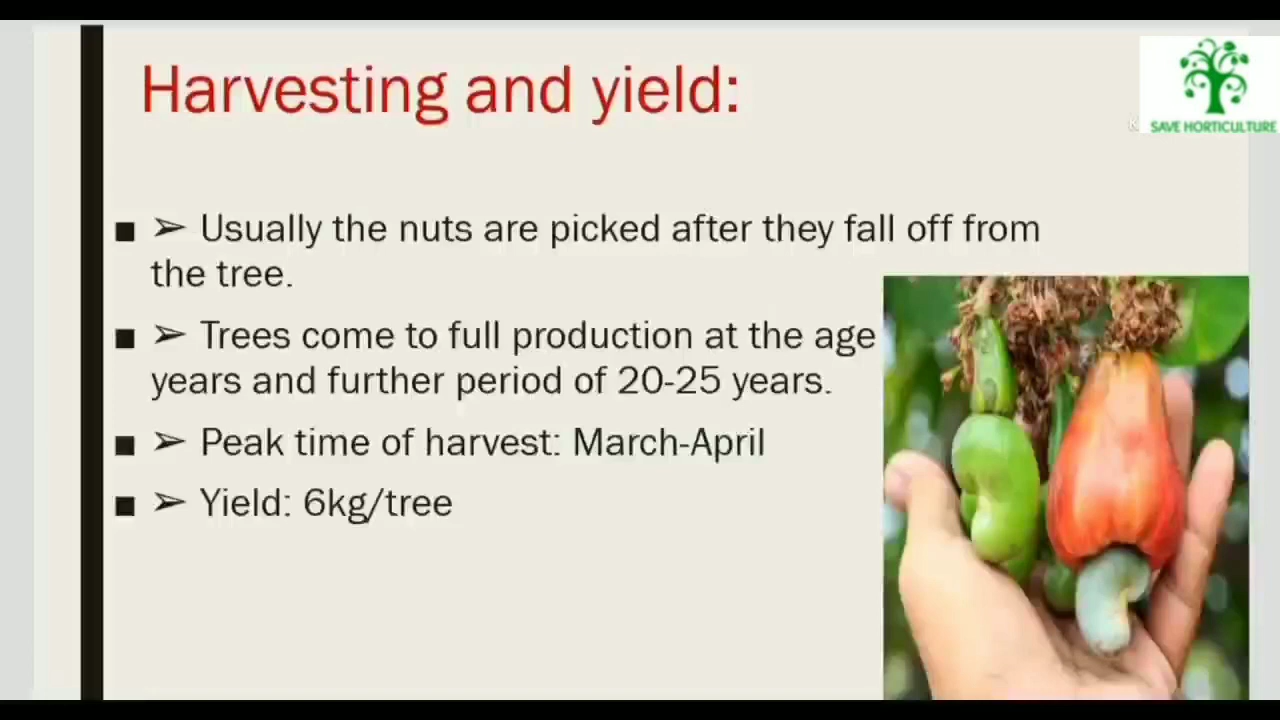 Harvesting and yield:
SAVE HORTICULTURE
■ ➢ Usually the nuts are picked after they fall off from
the tree.
■ ➢ Trees come to full production at the age
years and further period of 20-25 years.
■ ➢ Peak time of harvest: March-April
■ ➢ Yield: 6kg/tree